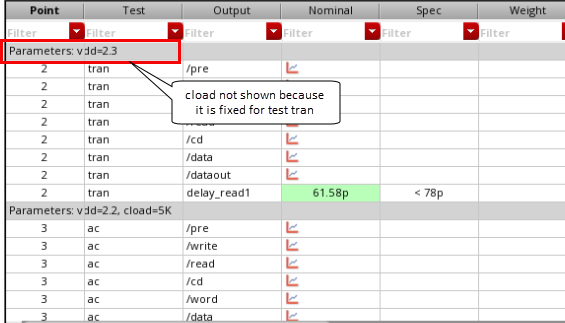 Point Test Output Nominal Spec Weight
Filter Filter Filter Filter Filter Filter
Parameters: vdd=2.3
2 tran /pre
2
cload not shown because
2
it is fixed for test tran
2 tran
2 tran /cd
2 tran /data
2 tran /dataout
2 tran delay_read1 61.58p < 78p
Parameters: vdd=2.2, cload=5K
3 ac /pre
3 ac /write
3 ac /read
3 ac /cd
3 ac /word
3 ac /data